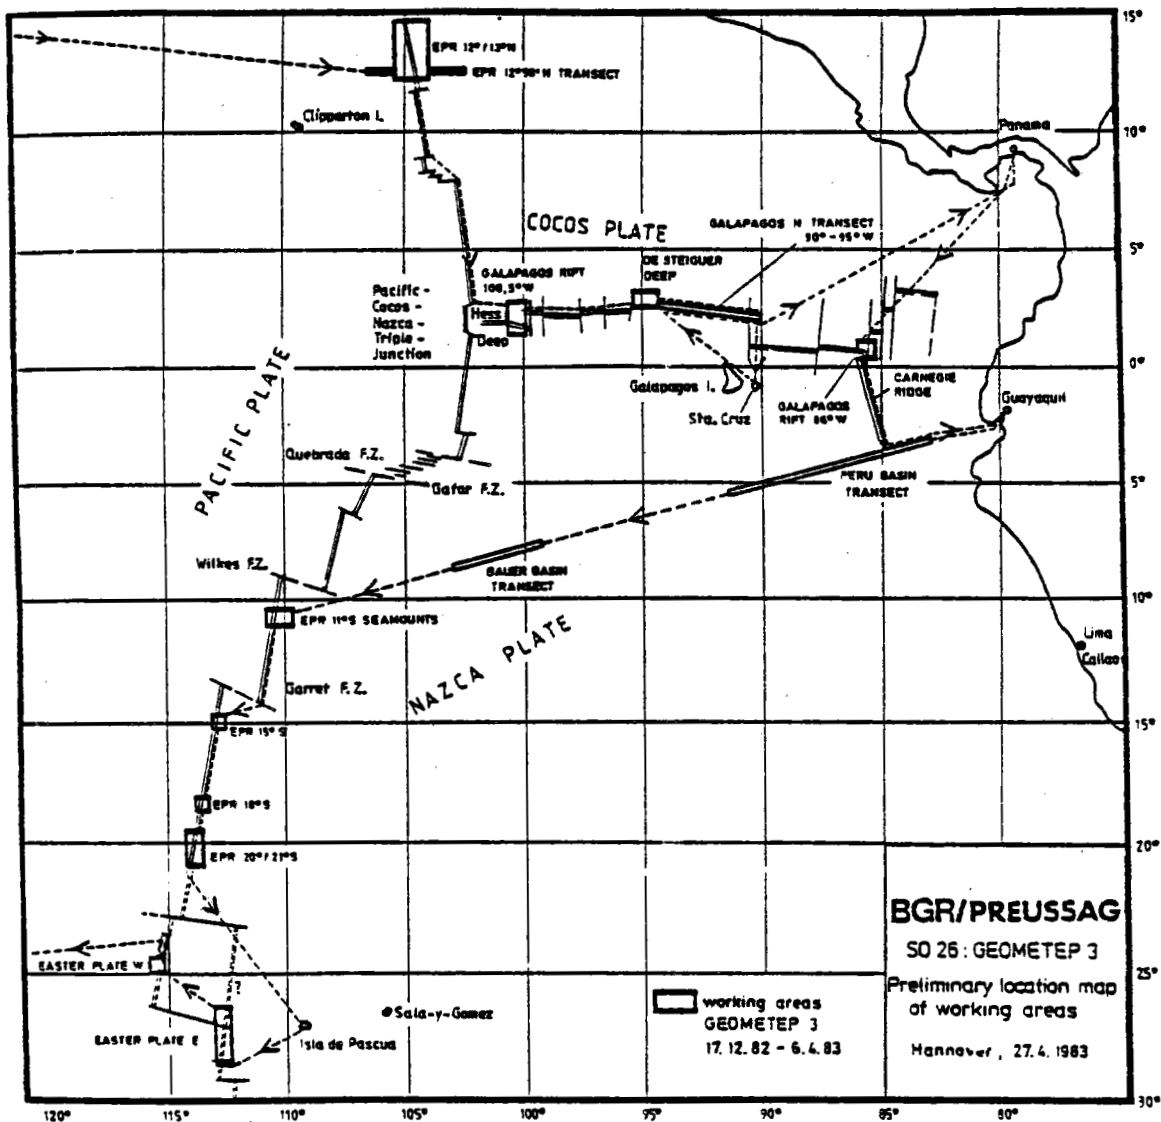 15°
EPR 12°/13°N
EPR 12°50'N TRANSECT
Clipperton I.
10°
Panama
COCOS PLATE
GALAPAGOS N TRANSECT
90° - 95° W
5°
DE STEIGUER
DEEP
GALAPAGOS RIFT
100,5°W
Pacific -
Cocos -
Nazca -
Triple -
Junction
Hess
Deep
0°
PACIFIC PLATE
Galapagos I.
Sta. Cruz
GALAPAGOS
RIFT 86°W
CARNEGIE
RIDGE
Guayaquil
Quebrada F.Z.
Gofar F.Z.
PERU BASIN
TRANSECT
5°
Wilkes F.Z.
BAUER BASIN
TRANSECT
10°
EPR 11°S SEAMOUNTS
NAZCA PLATE
Lima
Callao
Garret F.Z.
15°
EPR 15°S
EPR 18°S
20°
EPR 20°/21°S
BGR/PREUSSAG
SO 26: GEOMETEP 3
Preliminary location map
of working areas
Hannover, 27.4.1983
EASTER PLATE W
25°
?
working areas
GEOMETEP 3
17.12.82 - 6.4.83
Sala-y-Gomez
EASTER PLATE E
Isla de Pascua
30°
120°
115°
110°
105°
100°
95°
90°
85°
80°